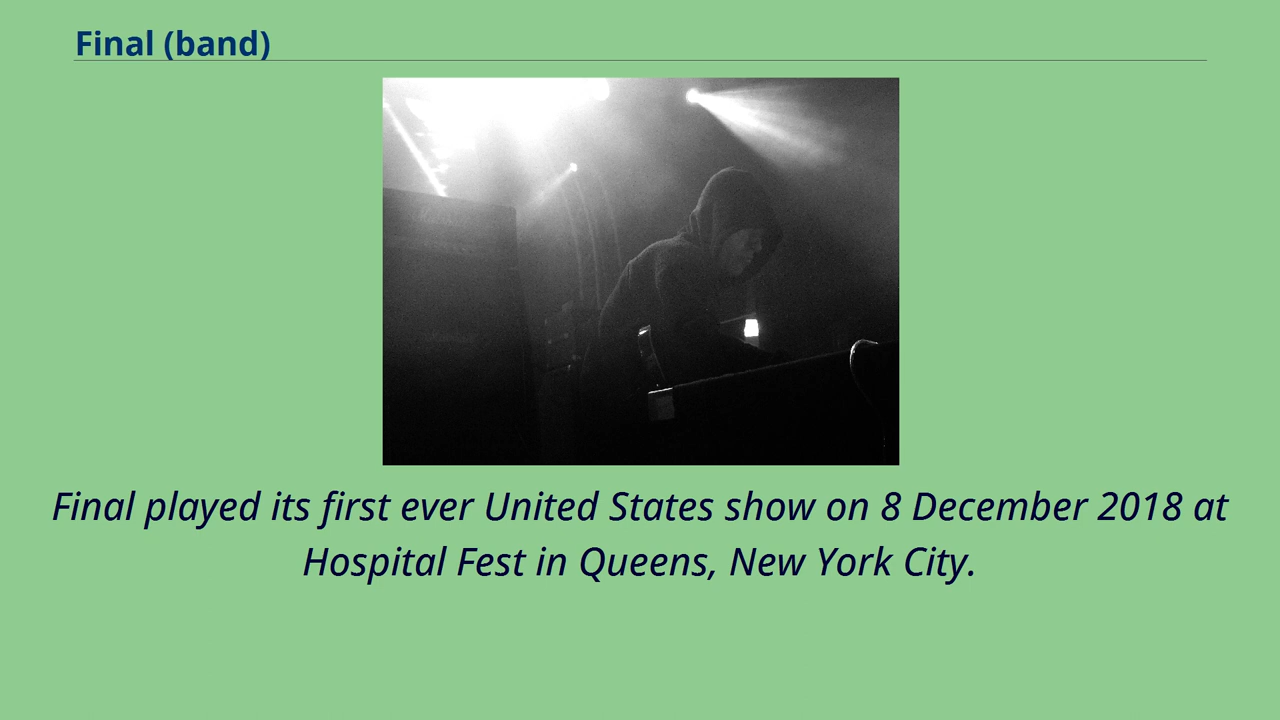 Final (band)
Final played its first ever United States show on 8 December 2018 at
Hospital Fest in Queens, New York City.